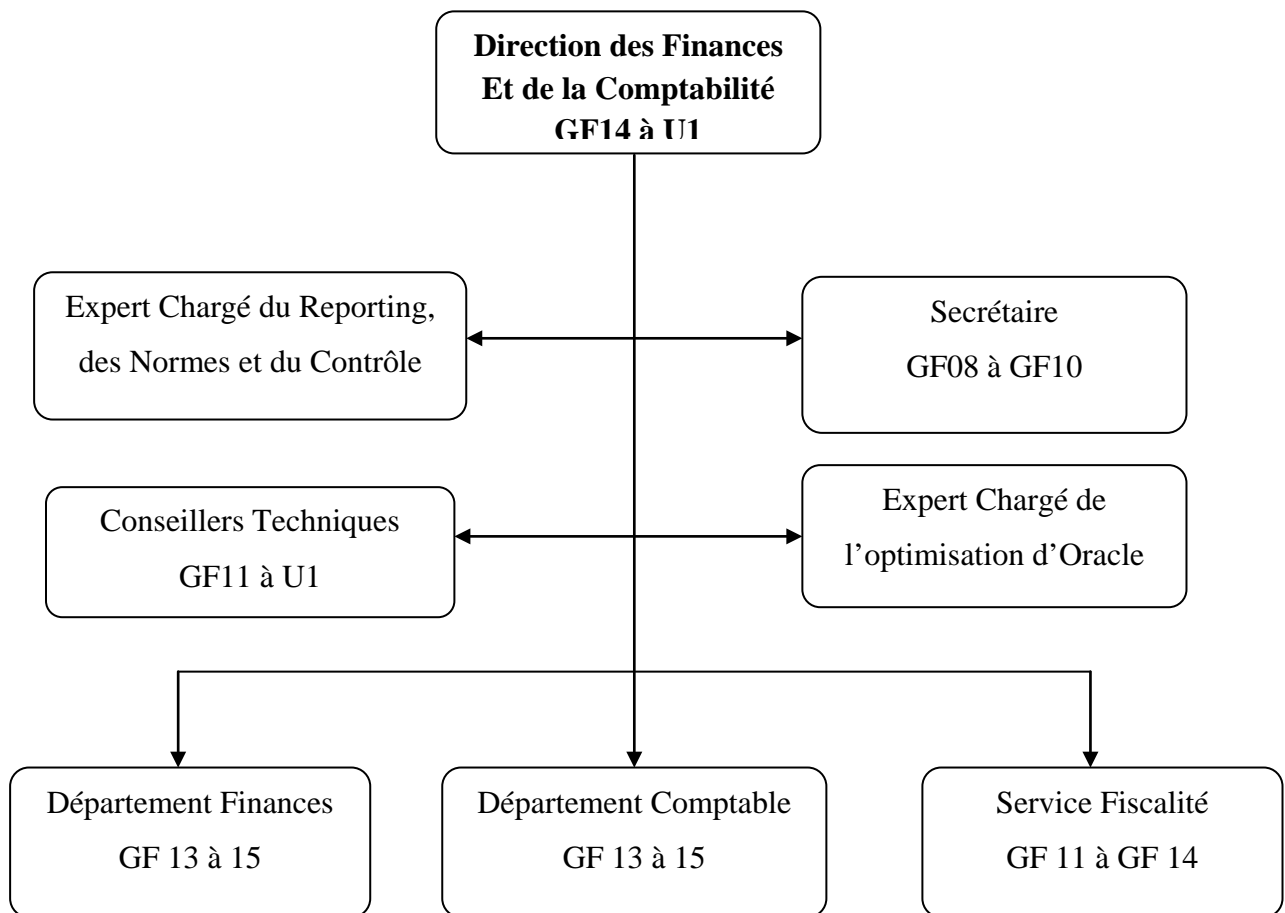 Direction des Finances
Et de la Comptabilité
GF14 à U1
Expert Chargé du Reporting,
des Normes et du Contrôle
Secrétaire
GF08 à GF10
Conseillers Techniques
GF11 à U1
Expert Chargé de
l’optimisation d’Oracle
Département Finances
GF 13 à 15
Département Comptable
GF 13 à 15
Service Fiscalité
GF 11 à GF 14